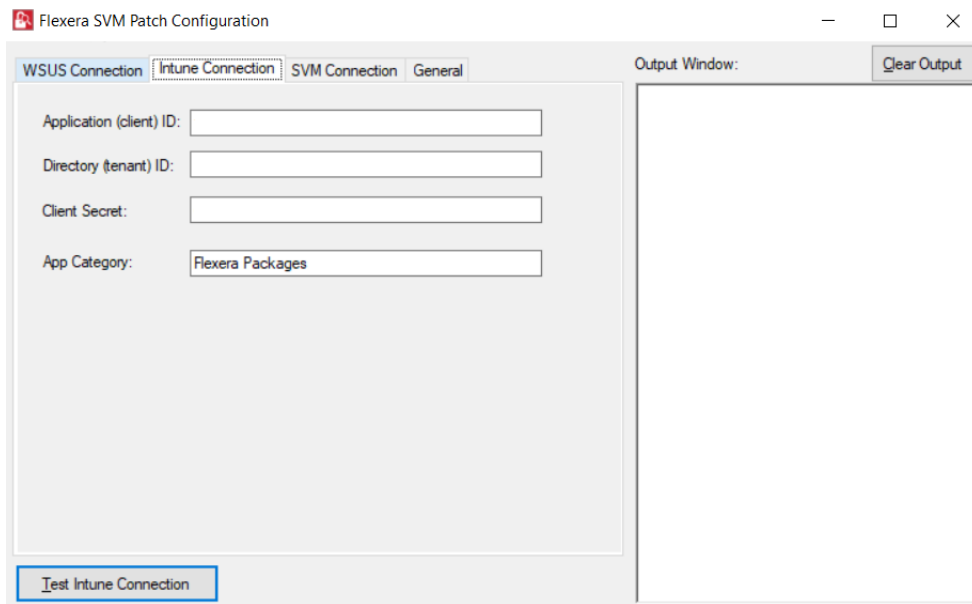 Flexera SVM Patch Configuration
WSUS Connection Intune Connection SVM Connection General
Output Window:
Clear Output
Application (client) ID:
Directory (tenant) ID:
Client Secret:
App Category: Flexera Packages
Test Intune Connection